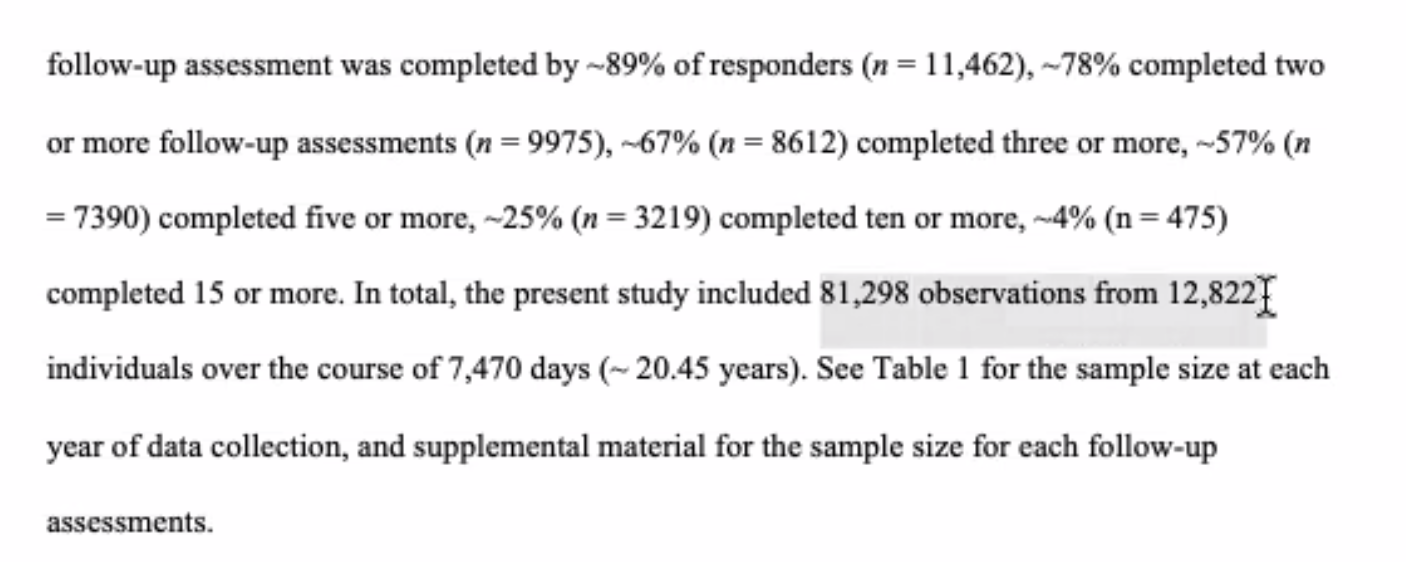 follow-up assessment was completed by ~89% of responders (n = 11,462), ~78% completed two
or more follow-up assessments (n = 9975), ~67% (n = 8612) completed three or more, ~57% (n
= 7390) completed five or more, ~25% (n = 3219) completed ten or more, ~4% (n = 475)
completed 15 or more. In total, the present study included 81,298 observations from 12,822
individuals over the course of 7,470 days (~ 20.45 years). See Table 1 for the sample size at each
year of data collection, and supplemental material for the sample size for each follow-up
assessments.